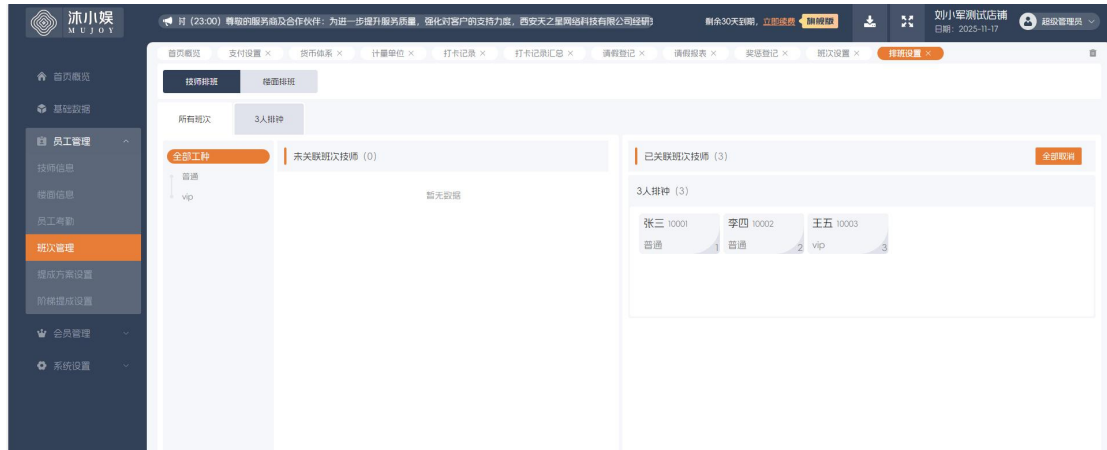 沐小娱
MUJOY
月 (23:00) 尊敬的服务商及合作伙伴：为进一步提升服务质量，强化对客户的支持力度，西安天之星网络科技有限公司经研
剩余30天到期，立即续费
旗舰版
刘小军测试店铺
日期: 2025-11-17
超级管理员
首页概览 支付设置 × 货币体系 × 计量单位 × 打卡记录 × 打卡记录汇总 × 请假登记 × 请假报表 × 奖惩登记 × 班次设置 × 排班设置 ×
首页概览
基础数据
员工管理
技师信息
楼面信息
员工考勤
班次管理
提成方案设置
阶梯提成设置
会员管理
系统设置
技师排班 楼面排班
所有班次 3人排钟
全部工种
普通
vip
未关联班次技师 (0)
暂无数据
已关联班次技师 (3)
全部取消
3人排钟 (3)
张三 10001 李四 10002 王五 10003
普通 1 普通 2 vip 3